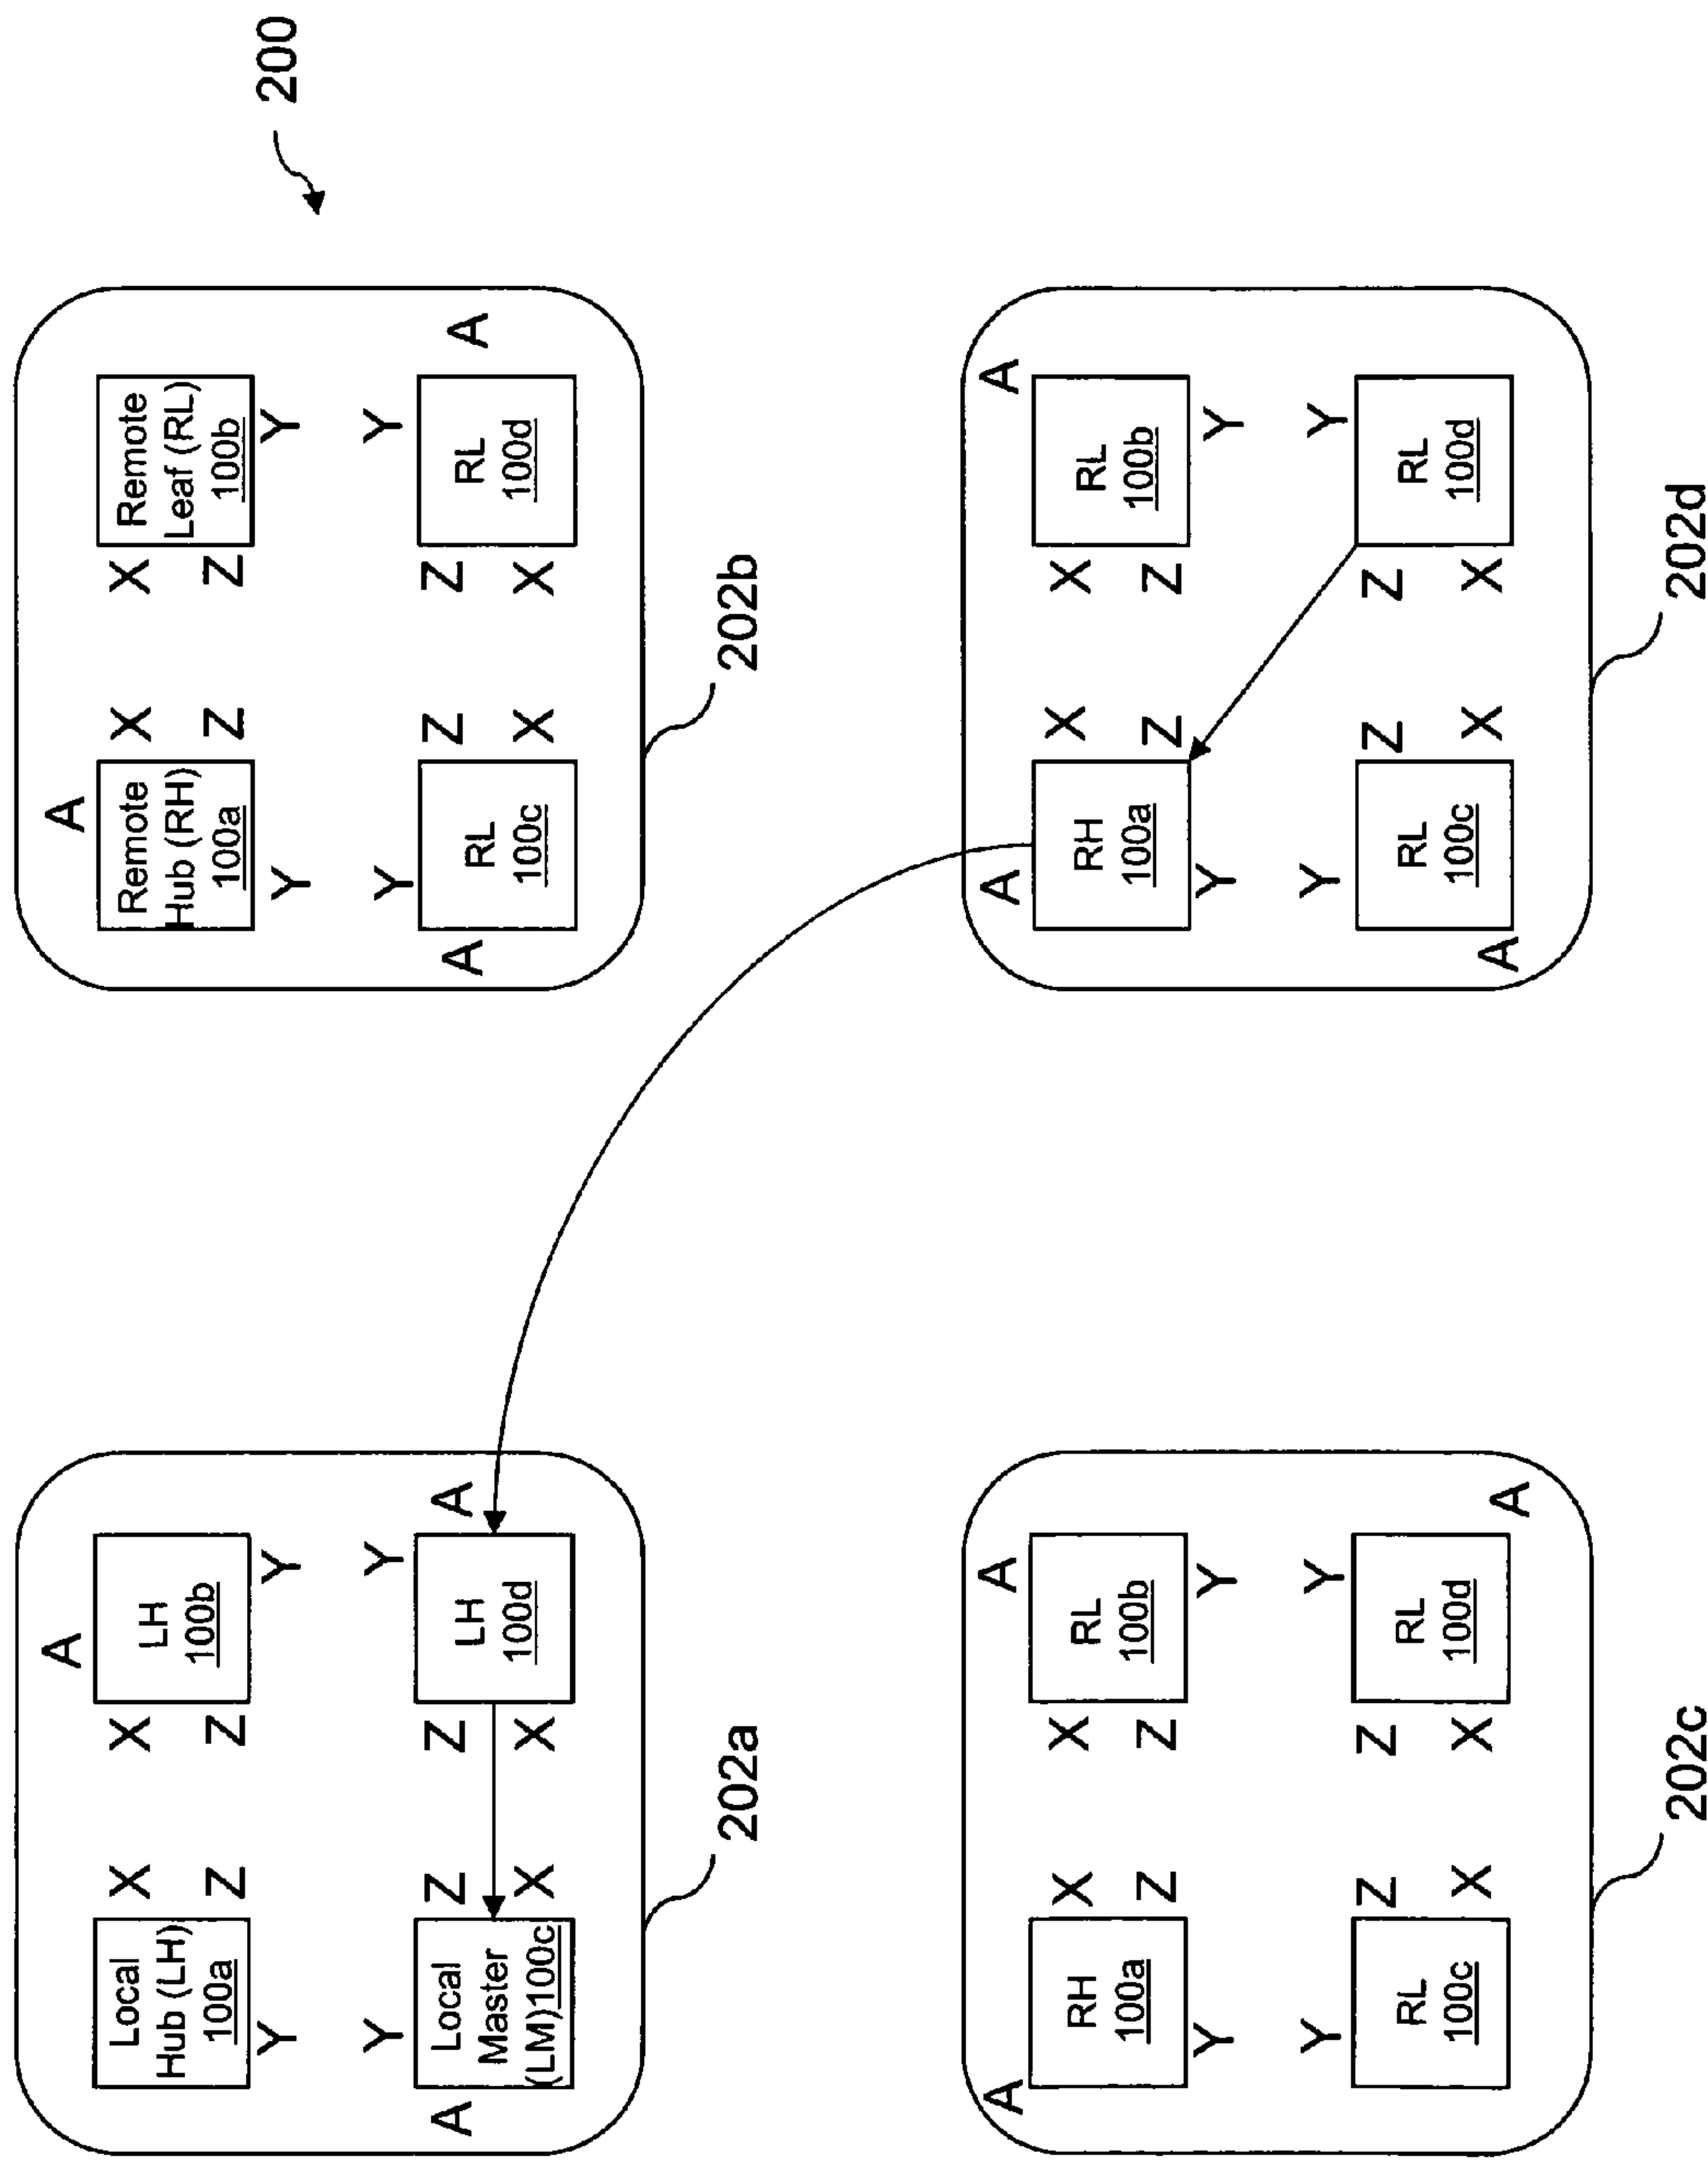 200
A
Local
Hub (LH)
100a
X X
Z Z
LH
100b
Y Y
Y Y
A
Local
Master
(LM)100c
Z Z
X X
LH
100d
A
202a
A
Remote
Hub (RH)
100a
X X
Z Z
Remote
Leaf (RL)
100b
Y Y
Y Y
A
RL
100c
Z Z
X X
RL
100d
A
202b
A A
RH
100a
X X
Z Z
RL
100b
Y Y
Y Y
RL
100c
Z Z
X X
RL
100d
A
202c
A A
RH
100a
X X
Z Z
RL
100b
Y Y
Y Y
A
RL
100c
Z Z
X X
RL
100d
202d